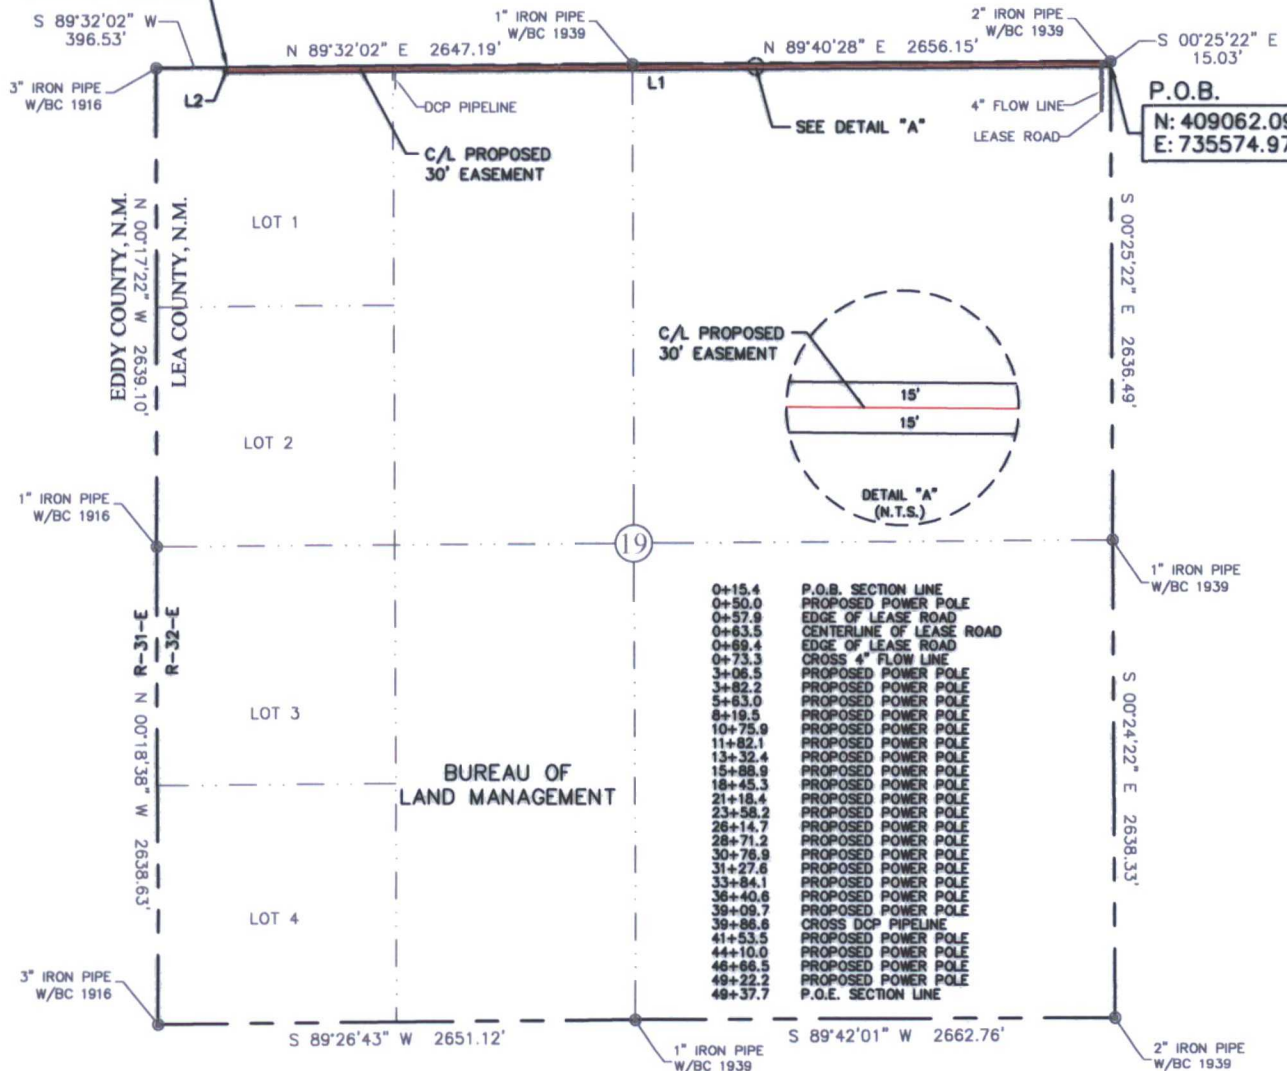 S 89°32'02" W
396.53'
N 89°32'02" E 2647.19'
1" IRON PIPE
W/BC 1939
N 89°40'28" E 2656.15'
2" IRON PIPE
W/BC 1939
S 00°25'22" E
15.03'
3" IRON PIPE
W/BC 1916
L2
DCP PIPELINE
L1
SEE DETAIL "A"
4" FLOW LINE
LEASE ROAD
P.O.B.
N: 409062.09
E: 735574.97
C/L PROPOSED
30' EASEMENT
EDDY COUNTY, N.M.
N 00°17'22" W 2639.10'
LEA COUNTY, N.M.
LOT 1
S 00°25'22" E 2636.49'
C/L PROPOSED
30' EASEMENT
15'
15'
DETAIL "A"
(N.T.S.)
LOT 2
1" IRON PIPE
W/BC 1916
19
1" IRON PIPE
W/BC 1939
R-31-E
R-32-E
0+15.4 P.O.B. SECTION LINE
0+50.0 PROPOSED POWER POLE
0+57.9 EDGE OF LEASE ROAD
0+63.5 CENTERLINE OF LEASE ROAD
0+69.4 EDGE OF LEASE ROAD
0+73.3 CROSS 4" FLOW LINE
3+06.5 PROPOSED POWER POLE
3+82.2 PROPOSED POWER POLE
5+63.0 PROPOSED POWER POLE
8+19.5 PROPOSED POWER POLE
10+75.9 PROPOSED POWER POLE
11+82.1 PROPOSED POWER POLE
13+32.4 PROPOSED POWER POLE
15+88.9 PROPOSED POWER POLE
18+45.3 PROPOSED POWER POLE
21+18.4 PROPOSED POWER POLE
23+58.2 PROPOSED POWER POLE
26+14.7 PROPOSED POWER POLE
28+71.2 PROPOSED POWER POLE
30+76.9 PROPOSED POWER POLE
31+27.6 PROPOSED POWER POLE
33+84.1 PROPOSED POWER POLE
36+40.6 PROPOSED POWER POLE
39+09.7 PROPOSED POWER POLE
39+86.6 CROSS DCP PIPELINE
41+53.5 PROPOSED POWER POLE
44+10.0 PROPOSED POWER POLE
46+66.5 PROPOSED POWER POLE
49+22.2 PROPOSED POWER POLE
49+37.7 P.O.E. SECTION LINE
N 00°18'38" W 2638.63'
LOT 3
S 00°24'22" E 2638.33'
BUREAU OF
LAND MANAGEMENT
LOT 4
3" IRON PIPE
W/BC 1916
S 89°26'43" W 2651.12'
1" IRON PIPE
W/BC 1939
S 89°42'01" W 2662.76'
2" IRON PIPE
W/BC 1939